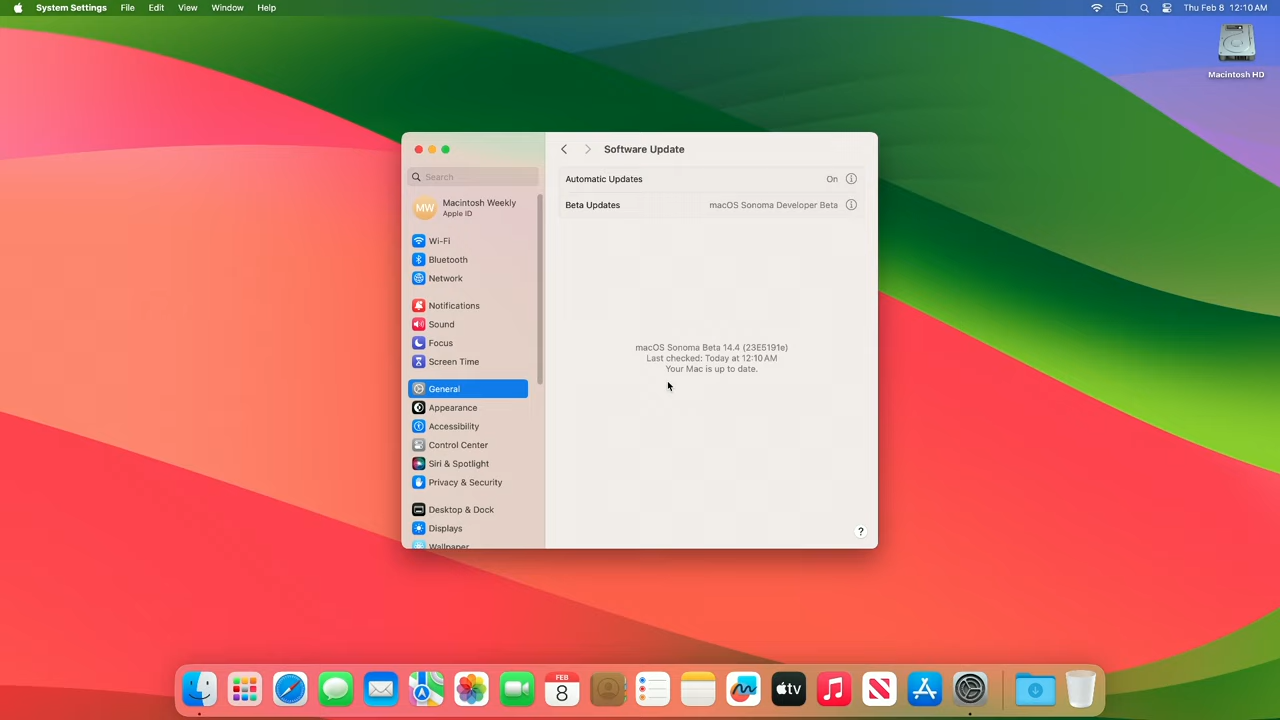 System Settings File Edit View Window Help Thu Feb 8 12:10 AM
Macintosh HD
Software Update
Search
Automatic Updates On
Beta Updates macOS Sonoma Developer Beta
MW
Macintosh Weekly
Apple ID
Wi-Fi
Bluetooth
Network
Notifications
Sound
Focus
Screen Time
General
Appearance
Accessibility
Control Center
Siri & Spotlight
Privacy & Security
Desktop & Dock
Displays
Wallpaper
macOS Sonoma Beta 14.4 (23E5191e)
Last checked: Today at 12:10 AM
Your Mac is up to date.
?
FEB
8
tv